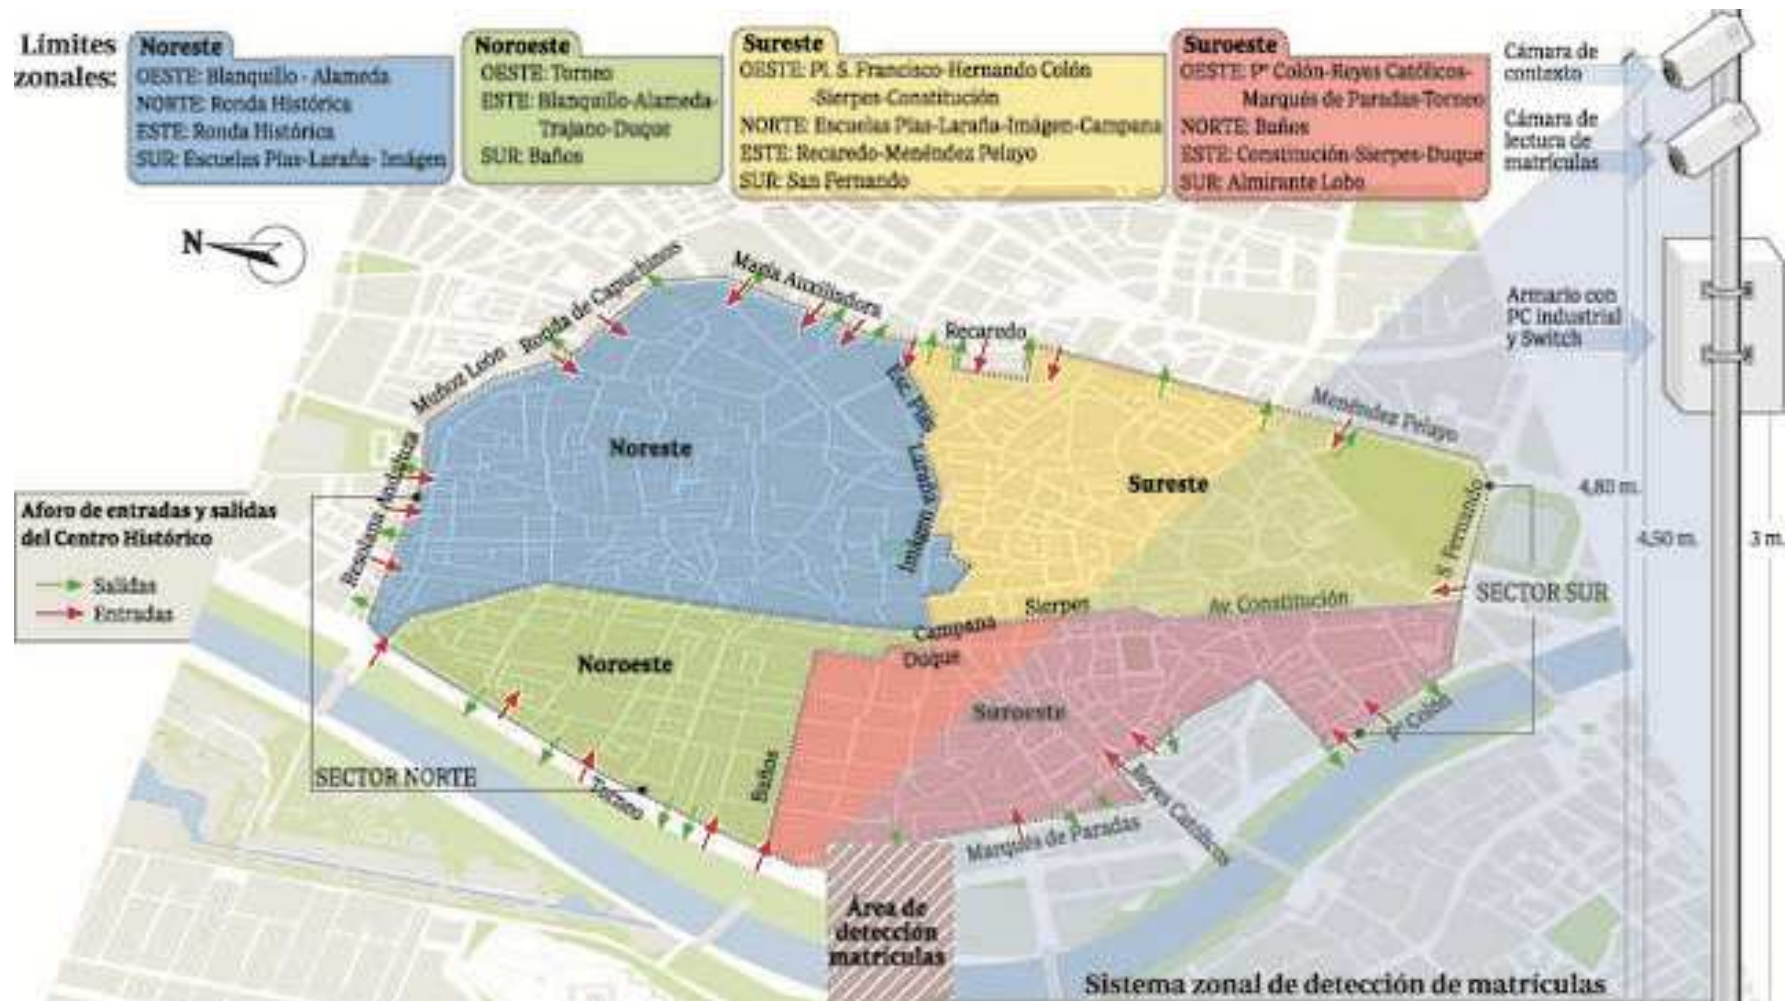 Límites
zonales:
Noreste
OESTE: Blanquillo - Alameda
NORTE: Ronda Histórica
ESTE: Ronda Histórica
SUR: Escuelas Pías-Laraña- Imágen
Noroeste
OESTE: Torneo
ESTE: Blanquillo-Alameda-
Trajano-Duque
SUR: Baños
Sureste
OESTE: Pl. S. Francisco-Hernando Colón
-Sierpes-Constitución
NORTE: Escuelas Pías-Laraña-Imágen-Campana
ESTE: Recaredo-Menéndez Pelayo
SUR: San Fernando
Suroeste
OESTE: Pº Colón-Reyes Católicos-
Marqués de Paradas-Torneo
NORTE: Baños
ESTE: Constitución-Sierpes-Duque
SUR: Almirante Lobo
Cámara de
contexto
Cámara de
lectura de
matrículas
Armario con
PC industrial
y Switch
N
Ronda de Capuchinos
María Auxiliadora
Recaredo
Muñoz León
Menéndez Pelayo
Resolana Andueza
Esc. Pías
Laraña
Imágen
Noreste
Sureste
4,80 m.
4,50 m.
3 m.
Aforo de entradas y salidas
del Centro Histórico
Salidas
Entradas
S. Fernando
SECTOR SUR
Sierpes
Av. Constitución
Campana
Duque
Noroeste
Suroeste
Pº Colón
SECTOR NORTE
Torneo
Baños
Reyes Católicos
Marqués de Paradas
Área de
detección
matrículas
Sistema zonal de detección de matrículas